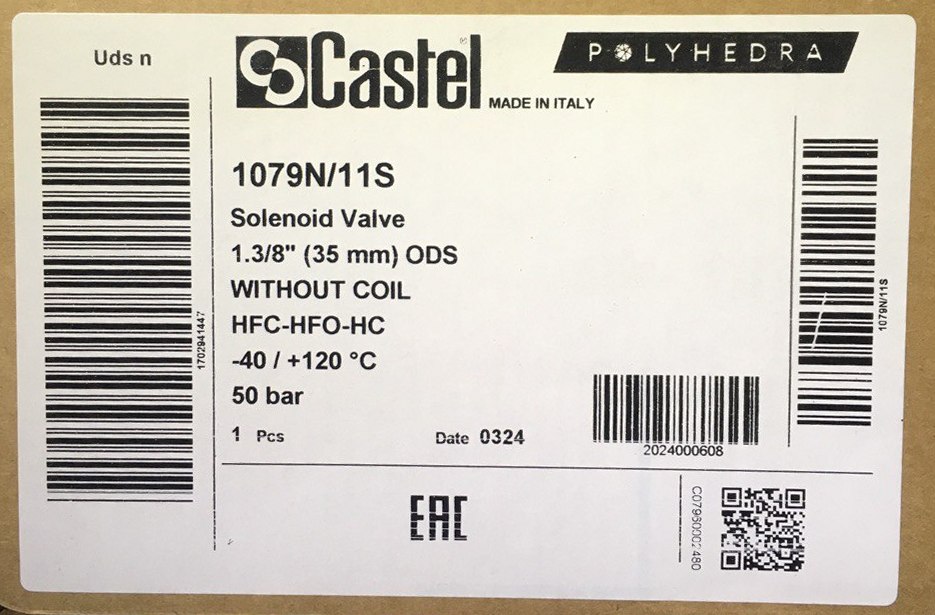 Uds n
Castel
MADE IN ITALY
POLYHEDRA
1079N/11S
Solenoid Valve
1.3/8" (35 mm) ODS
WITHOUT COIL
HFC-HFO-HC
-40 / +120 °C
50 bar
1 Pcs
Date 0324
2024000608
1702941447
1079N/11S
EAC